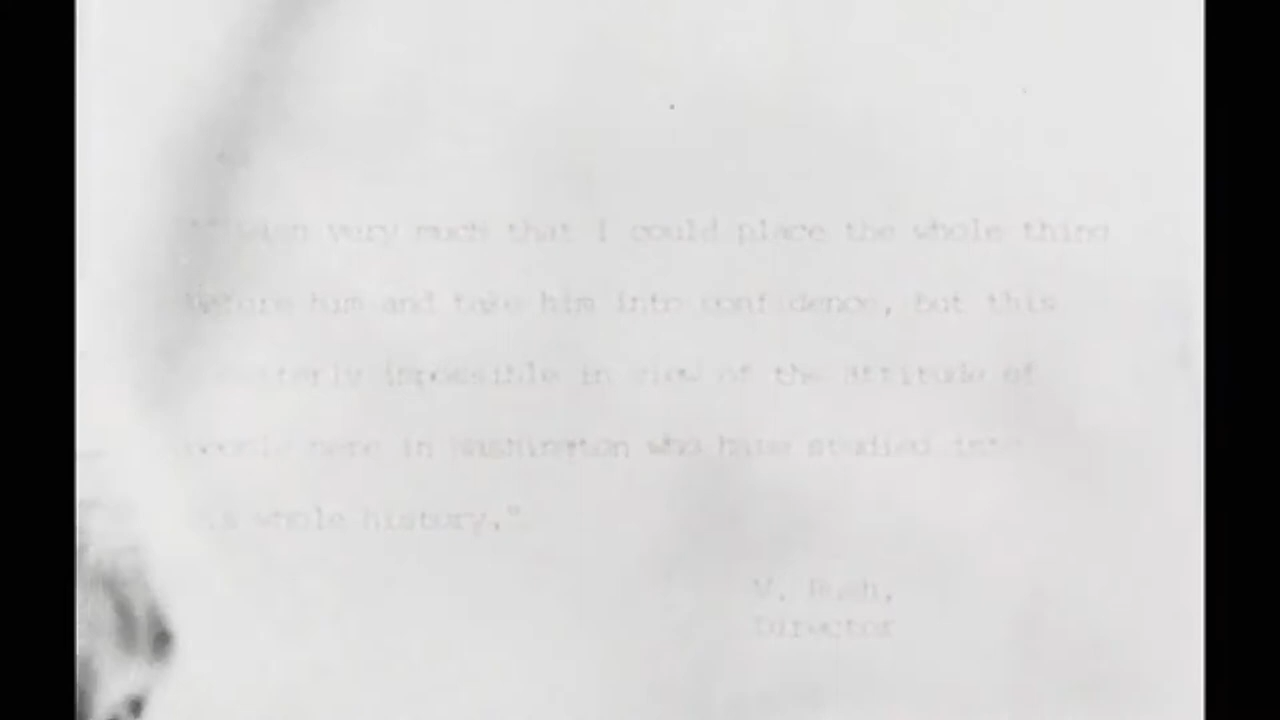 "I wish very much that I could place the whole thing
before him and take him into confidence, but this
utterly impossible in view of the attitude of
people here in Washington who have studied into
his whole history."
V. Bush,
Director